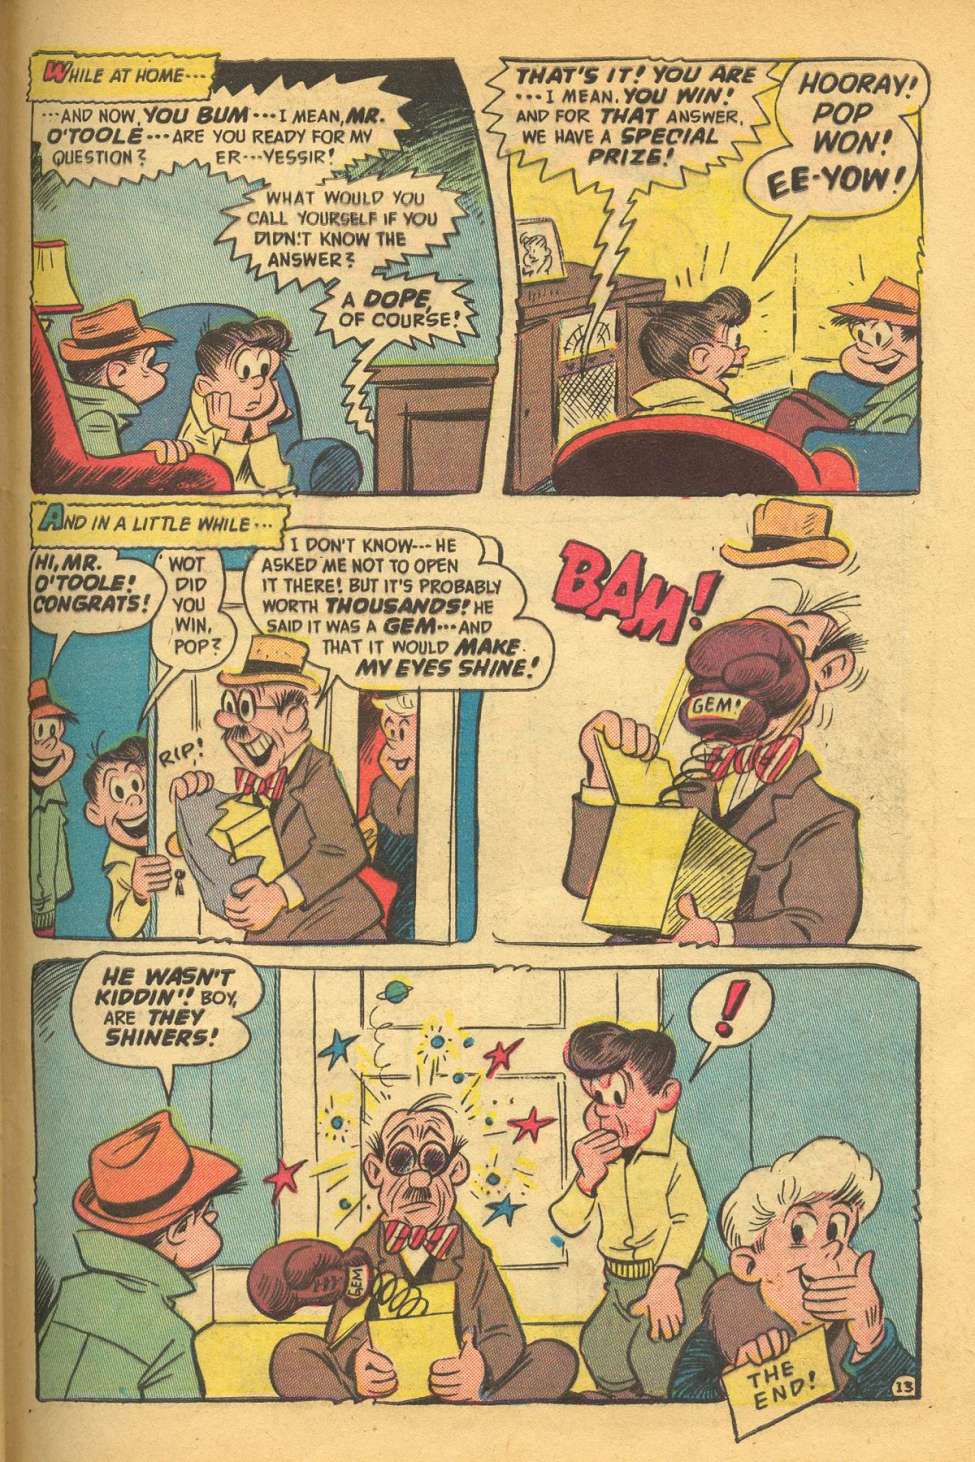 WHILE AT HOME---
---AND NOW, YOU BUM---I MEAN, MR.
O'TOOLE---ARE YOU READY FOR MY
QUESTION? ER---YESSIR!
WHAT WOULD YOU
CALL YOURSELF IF YOU
DIDN'T KNOW THE
ANSWER?
A DOPE,
OF COURSE!
THAT'S IT! YOU ARE
---I MEAN, YOU WIN!
AND FOR THAT ANSWER,
WE HAVE A SPECIAL
PRIZE!
HOORAY!
POP
WON!
EE-YOW!
AND IN A LITTLE WHILE---
HI, MR.
O'TOOLE!
CONGRATS!
WOT
DID
YOU
WIN,
POP?
I DON'T KNOW---HE
ASKED ME NOT TO OPEN
IT THERE! BUT IT'S PROBABLY
WORTH THOUSANDS! HE
SAID IT WAS A GEM---AND
THAT IT WOULD MAKE
MY EYES SHINE!
RIP!
BAM!
GEM!
HE WASN'T
KIDDIN'! BOY,
ARE THEY
SHINERS!
!
GEM
THE
END!
13